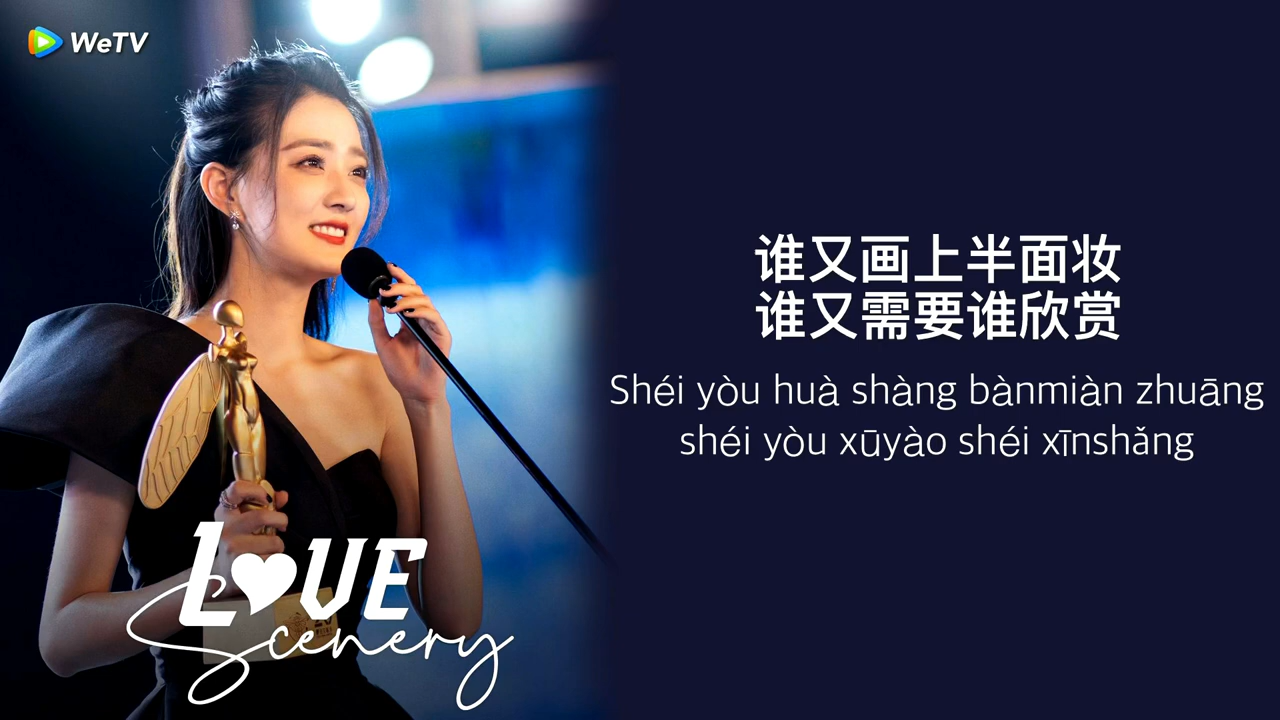 WeTV
谁又画上半面妆
谁又需要谁欣赏
Shéi yòu huà shàng bànmiàn zhuāng
shéi yòu xūyào shéi xīnshǎng
LOVE
Scenery